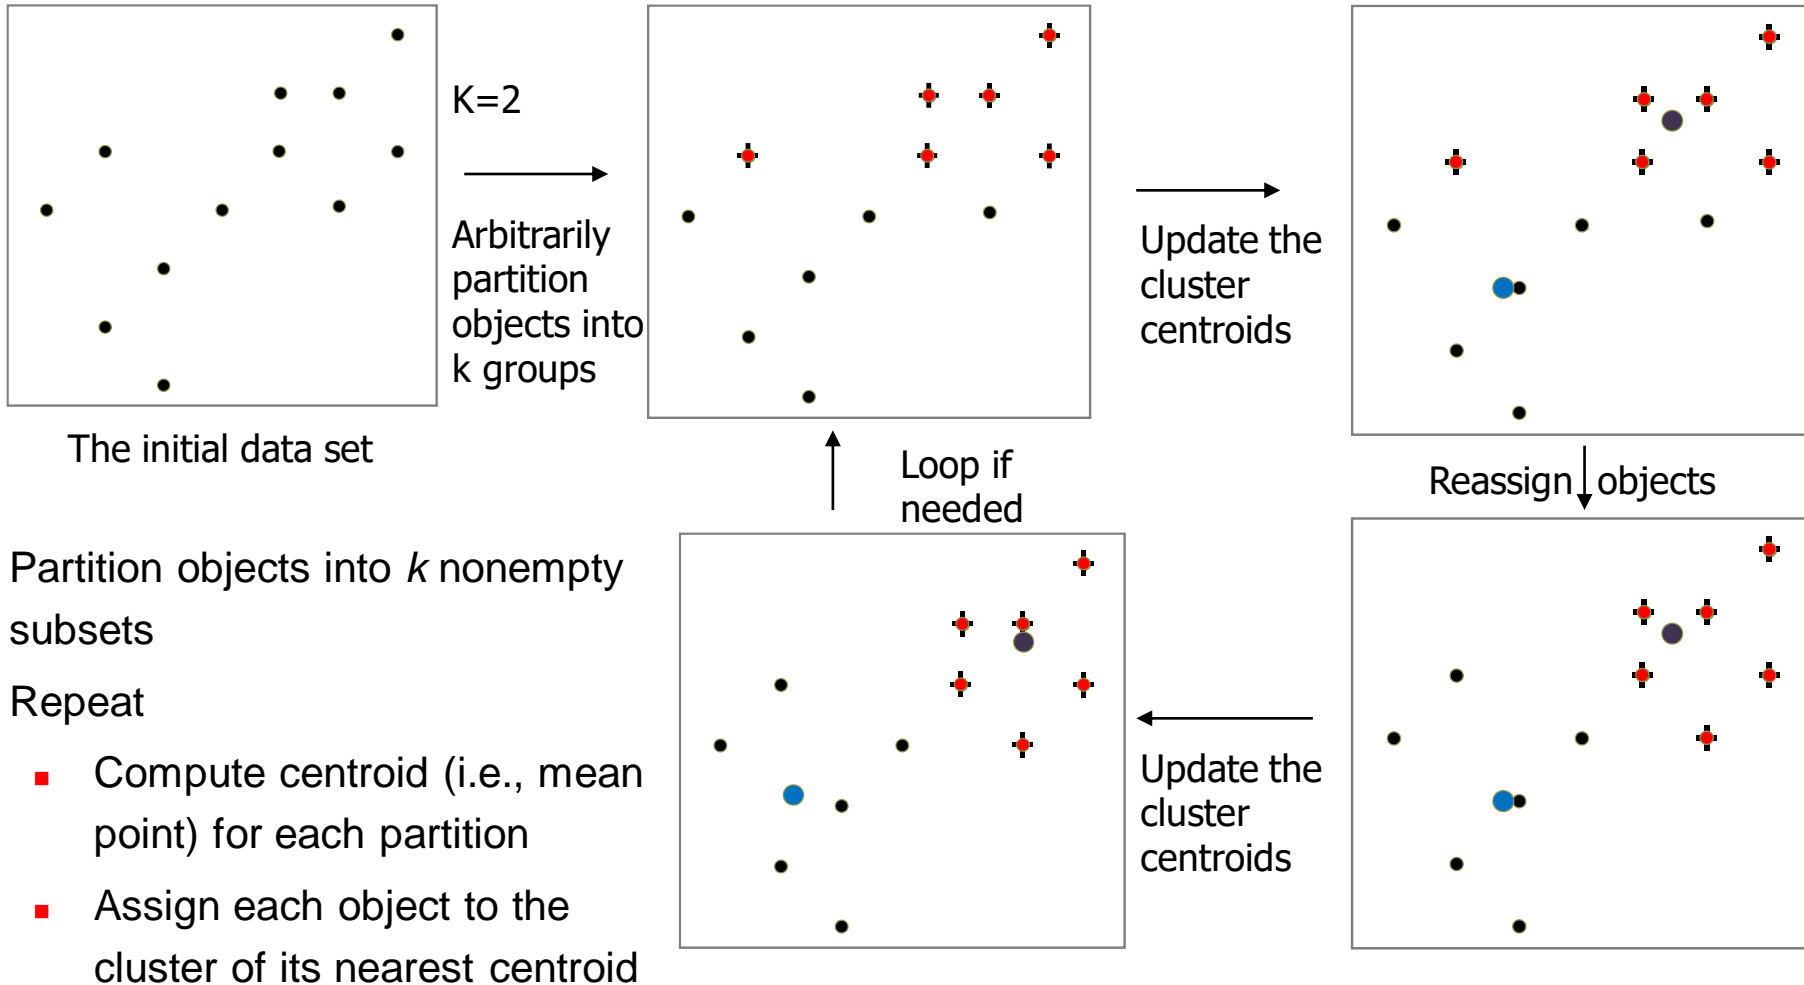 K=2
Arbitrarily
partition
objects into
k groups
Update the
cluster
centroids
The initial data set
Loop if
needed
Reassign objects
Partition objects into k nonempty
subsets
Repeat
Compute centroid (i.e., mean
point) for each partition
Assign each object to the
cluster of its nearest centroid
Update the
cluster
centroids